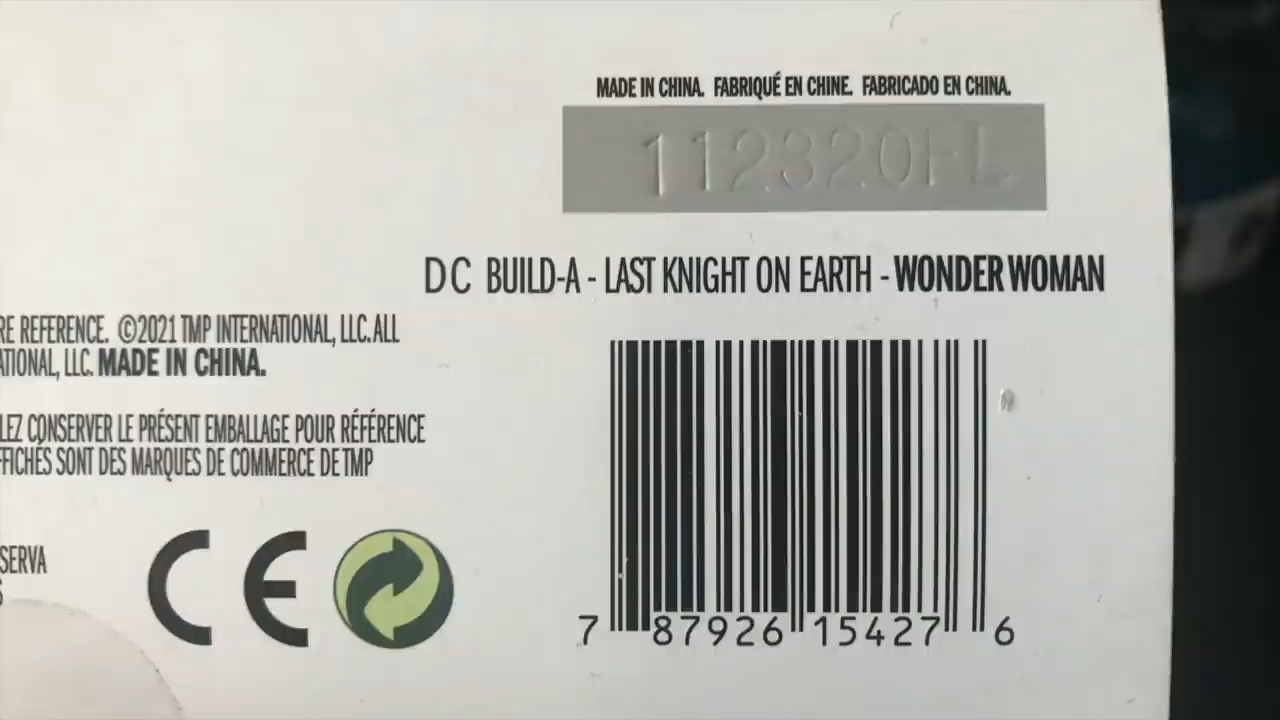 MADE IN CHINA. FABRIQUÉ EN CHINE. FABRICADO EN CHINA.
112320FL
DC BUILD-A - LAST KNIGHT ON EARTH - WONDER WOMAN
RE REFERENCE. ©2021 TMP INTERNATIONAL, LLC. ALL
ATIONAL, LLC. MADE IN CHINA.
LEZ CONSERVER LE PRÉSENT EMBALLAGE POUR RÉFÉRENCE
FFICHÉS SONT DES MARQUES DE COMMERCE DE TMP
SERVA
CE
7 87926 15427 6